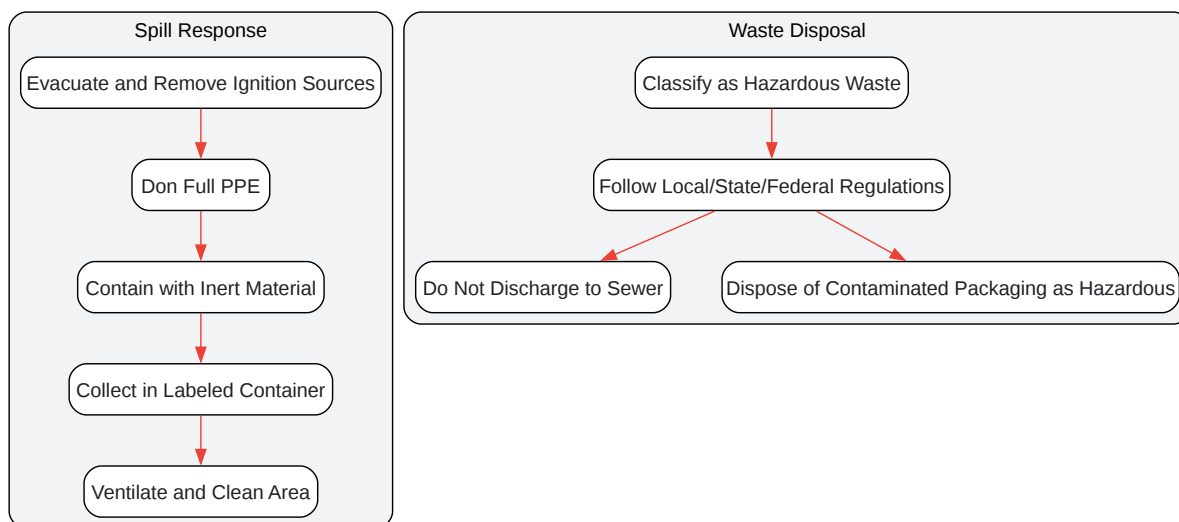 Spill Response
Evacuate and Remove Ignition Sources
Don Full PPE
Contain with Inert Material
Collect in Labeled Container
Ventilate and Clean Area
Waste Disposal
Classify as Hazardous Waste
Follow Local/State/Federal Regulations
Do Not Discharge to Sewer
Dispose of Contaminated Packaging as Hazardous